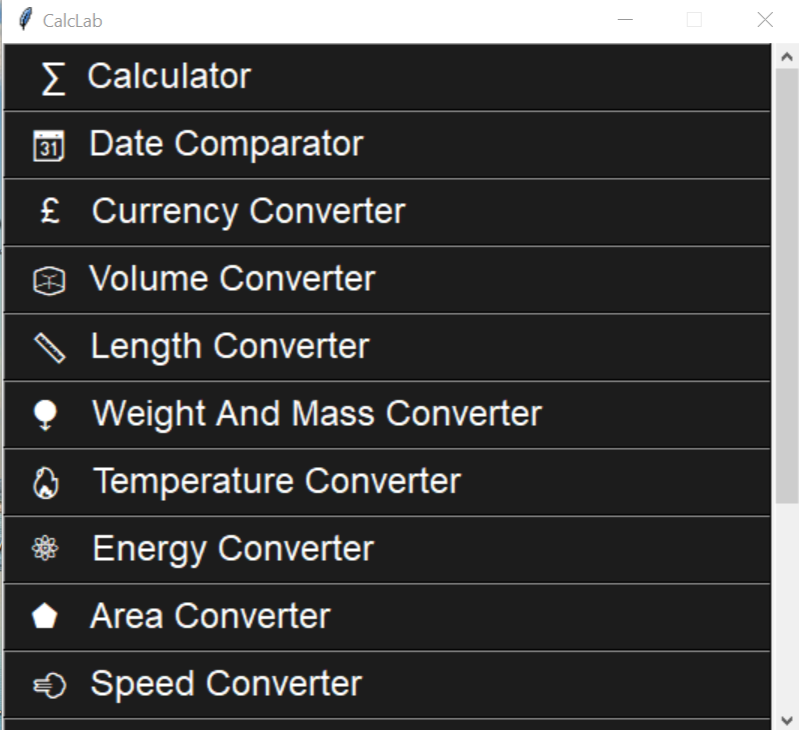 CalcLab
∑ Calculator
31 Date Comparator
£ Currency Converter
Volume Converter
Length Converter
Weight And Mass Converter
Temperature Converter
Energy Converter
Area Converter
Speed Converter